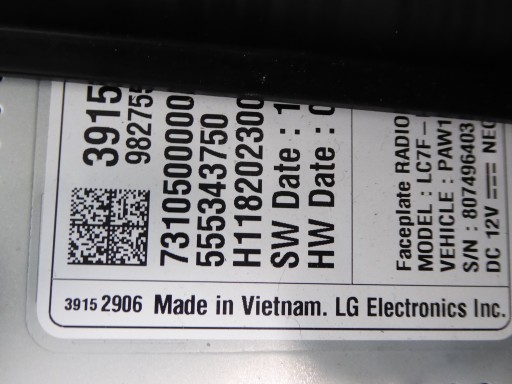 3915
98275
7310500000
555343750
H118202300
SW Date : 1
HW Date : 0
Faceplate RADIO
MODEL : LC7F-
VEHICLE : PAW1
S/N : 807496403
DC 12V NEG
3915 2906 Made in Vietnam. LG Electronics Inc.